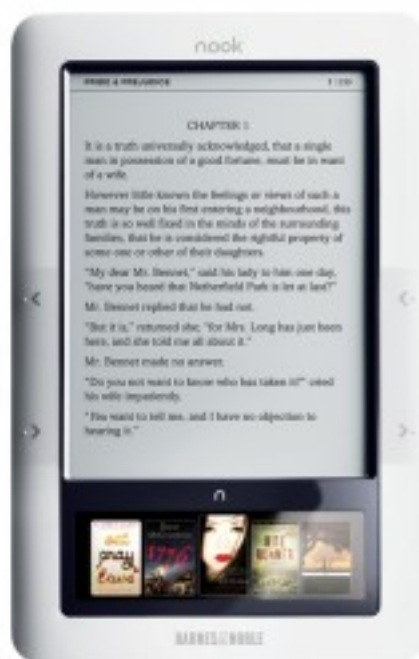 nook
PRIDE & PREJUDICE
CHAPTER 1
It is a truth universally acknowledged, that a single
man in possession of a good fortune, must be in want
of a wife.
However little known the feelings or views of such a
man may be on his first entering a neighbourhood, this
truth is so well fixed in the minds of the surrounding
families, that he is considered the rightful property of
some one or other of their daughters.
"My dear Mr. Bennet," said his lady to him one day,
"have you heard that Netherfield Park is let at last?"
Mr. Bennet replied that he had not.
"But it is," returned she; "for Mrs. Long has just been
here, and she told me all about it."
Mr. Bennet made no answer.
"Do you not want to know who has taken it?" cried
his wife impatiently.
"You want to tell me, and I have no objection to
hearing it."
n
eat
pray
love
1776
BARNES & NOBLE